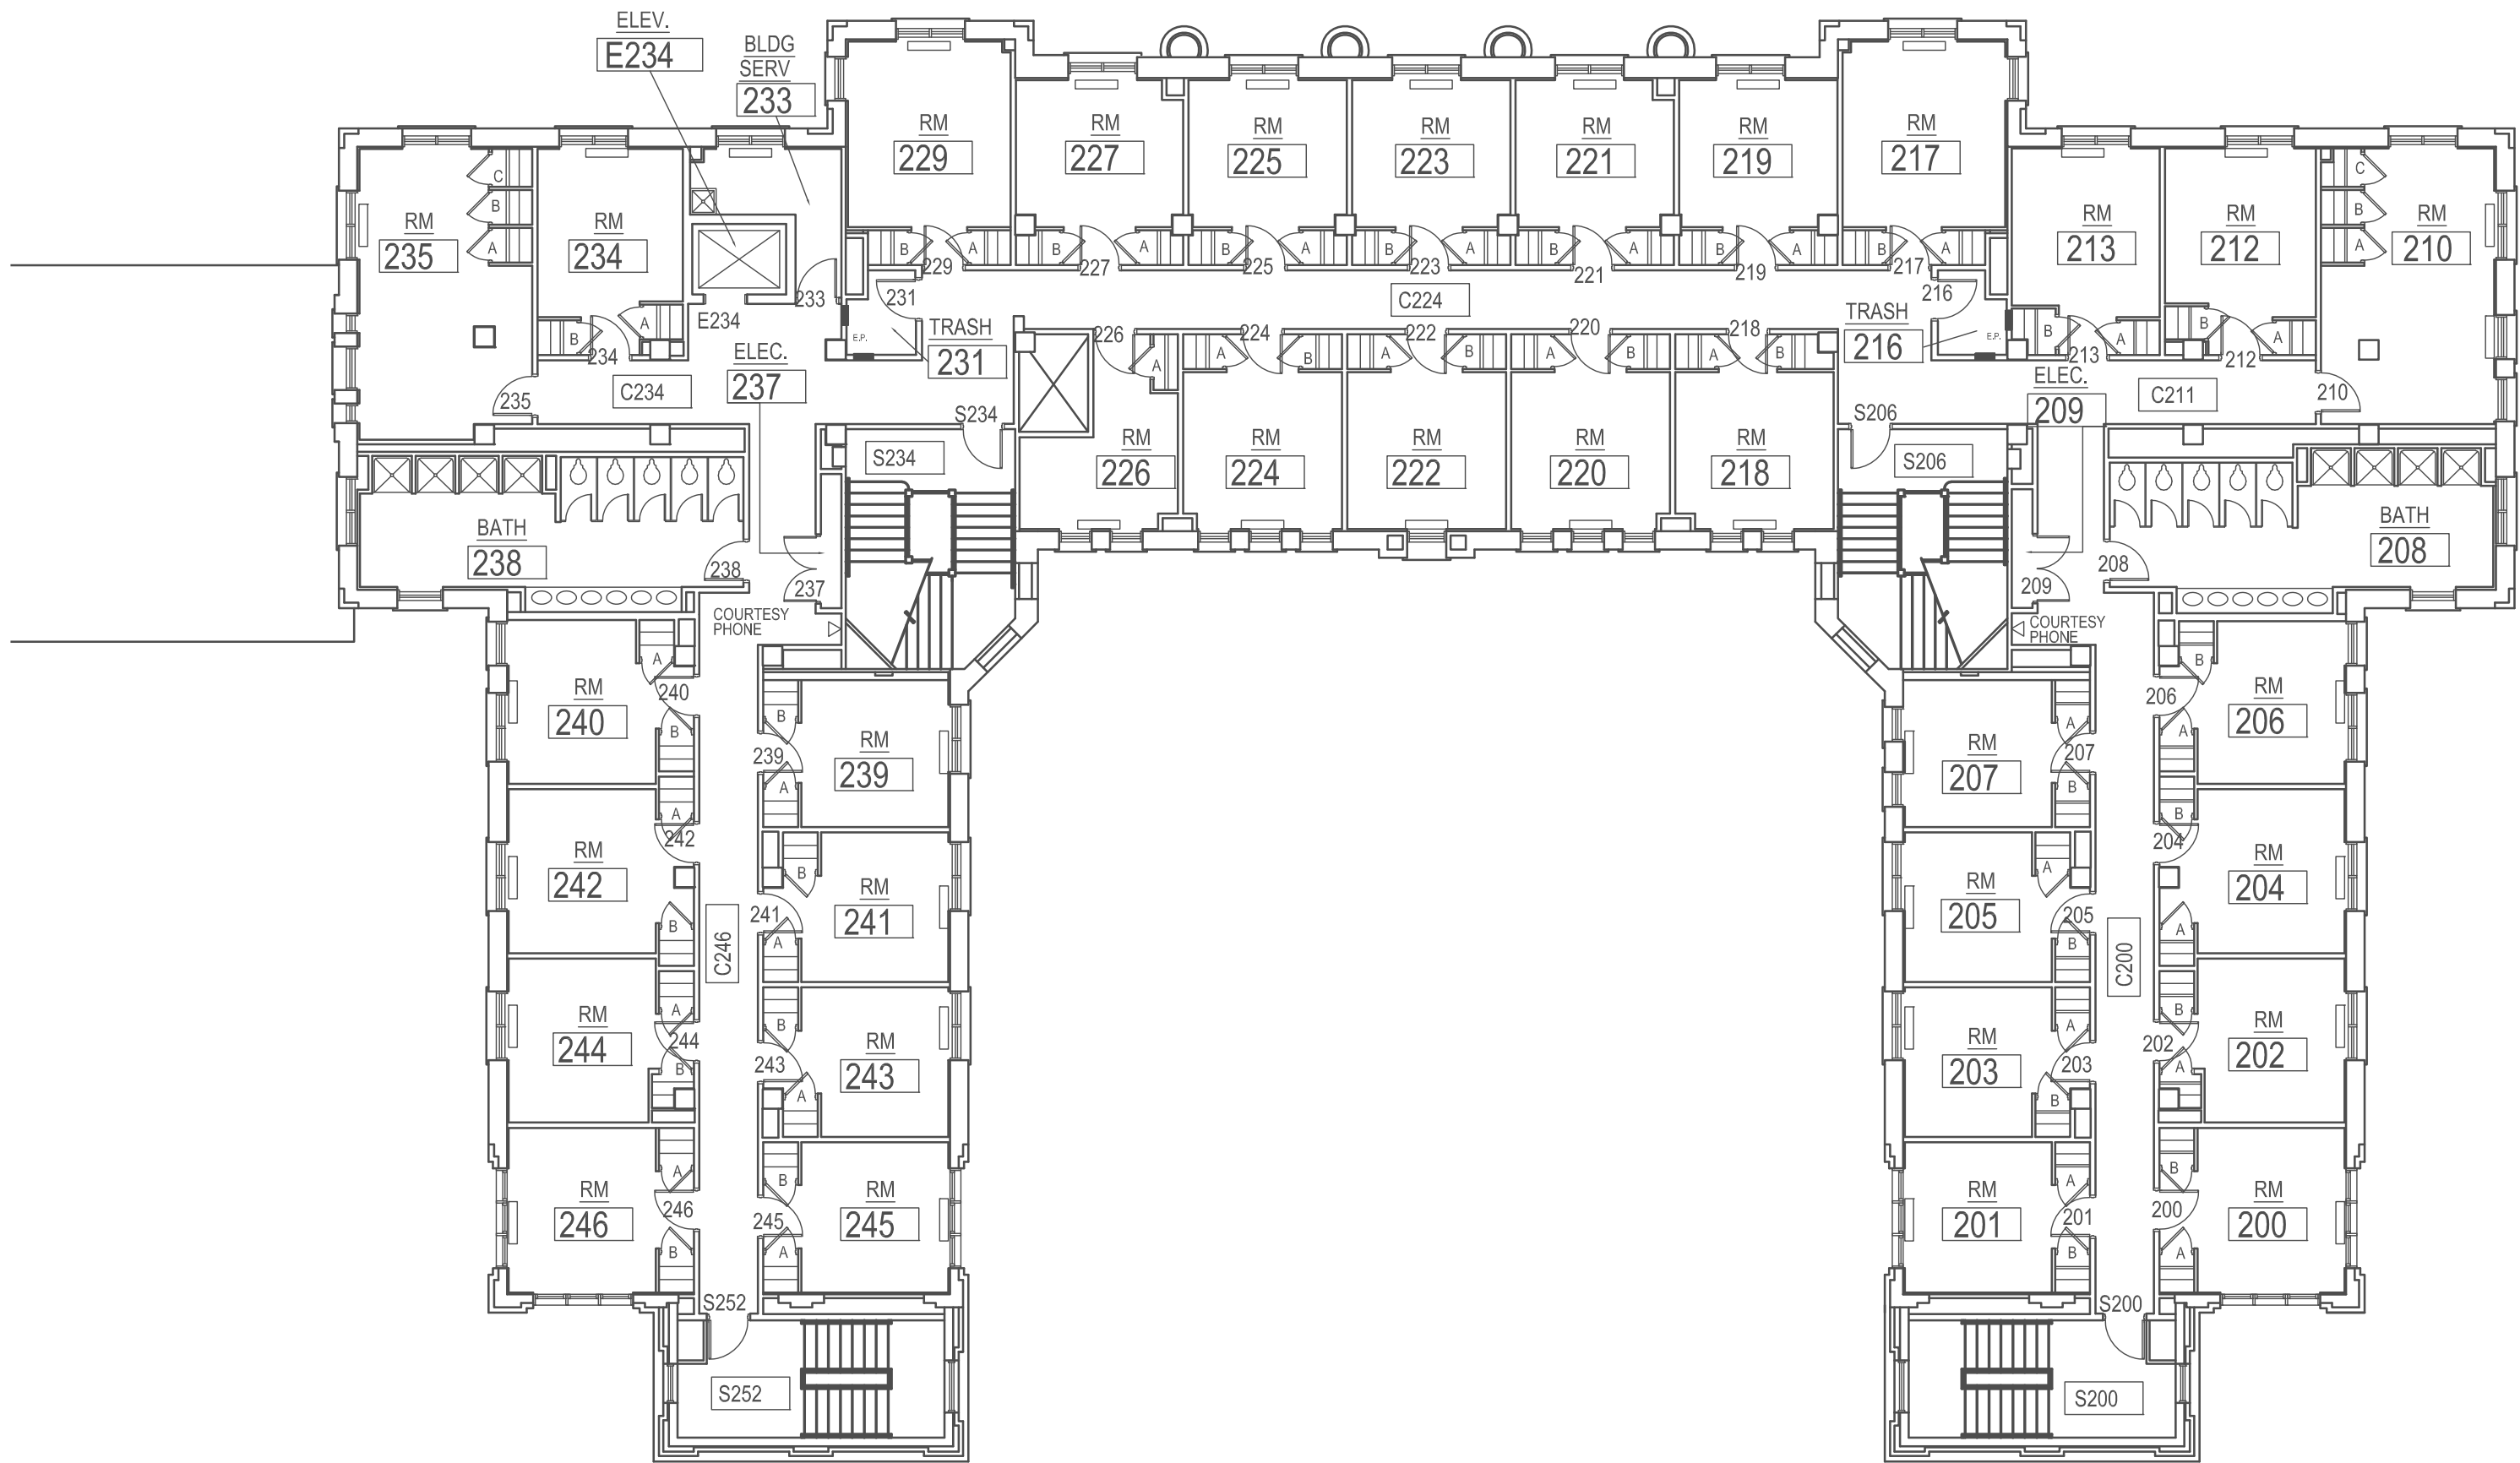 ELEV.
E234
BLDG
SERV
233
RM
229
RM
227
RM
225
RM
223
RM
221
RM
219
RM
217
RM
235
C
B
A
RM
234
B
A
234
235
E234
233
231
E.P.
TRASH
231
B
229
A
B
227
A
B
225
A
B
223
A
B
221
A
B
219
A
B
217
A
C224
216
TRASH
216
E.P.
RM
213
RM
212
RM
210
C
B
A
B
213
A
B
212
A
210
C234
ELEC.
237
S234
S234
226
A
RM
226
A
224
B
RM
224
A
222
B
RM
222
A
220
B
RM
220
A
218
B
RM
218
S206
S206
ELEC.
209
C211
BATH
238
238
237
COURTESY
PHONE
BATH
208
208
209
COURTESY
PHONE
RM
240
A
240
B
RM
242
A
242
B
RM
244
A
244
B
RM
246
A
246
B
C246
B
239
A
RM
239
B
241
A
RM
241
B
243
A
RM
243
B
245
A
RM
245
S252
S252
RM
207
A
207
B
RM
205
A
205
B
RM
203
A
203
B
RM
201
A
201
B
C200
B
206
A
RM
206
B
204
A
RM
204
B
202
A
RM
202
B
200
A
RM
200
S200
S200